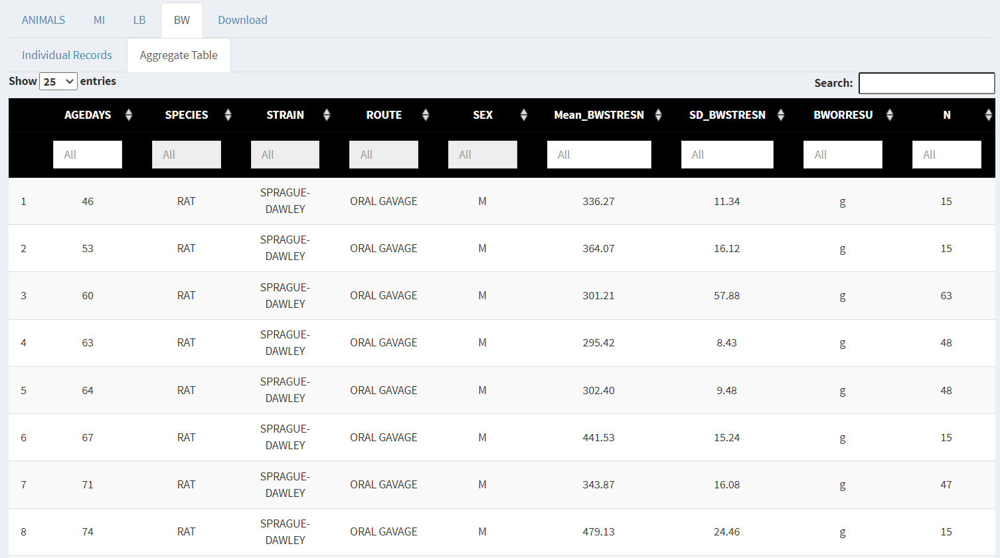 ANIMALS MI LB BW Download
Individual Records Aggregate Table
Show 25 entries Search:
AGEDAYS SPECIES STRAIN ROUTE SEX Mean_BWSTRESN SD_BWSTRESN BWORRESU N
All All All All All All All All All
1 46 RAT SPRAGUE-DAWLEY ORAL GAVAGE M 336.27 11.34 g 15
2 53 RAT SPRAGUE-DAWLEY ORAL GAVAGE M 364.07 16.12 g 15
3 60 RAT SPRAGUE-DAWLEY ORAL GAVAGE M 301.21 57.88 g 63
4 63 RAT SPRAGUE-DAWLEY ORAL GAVAGE M 295.42 8.43 g 48
5 64 RAT SPRAGUE-DAWLEY ORAL GAVAGE M 302.40 9.48 g 48
6 67 RAT SPRAGUE-DAWLEY ORAL GAVAGE M 441.53 15.24 g 15
7 71 RAT SPRAGUE-DAWLEY ORAL GAVAGE M 343.87 16.08 g 47
8 74 RAT SPRAGUE-DAWLEY ORAL GAVAGE M 479.13 24.46 g 15